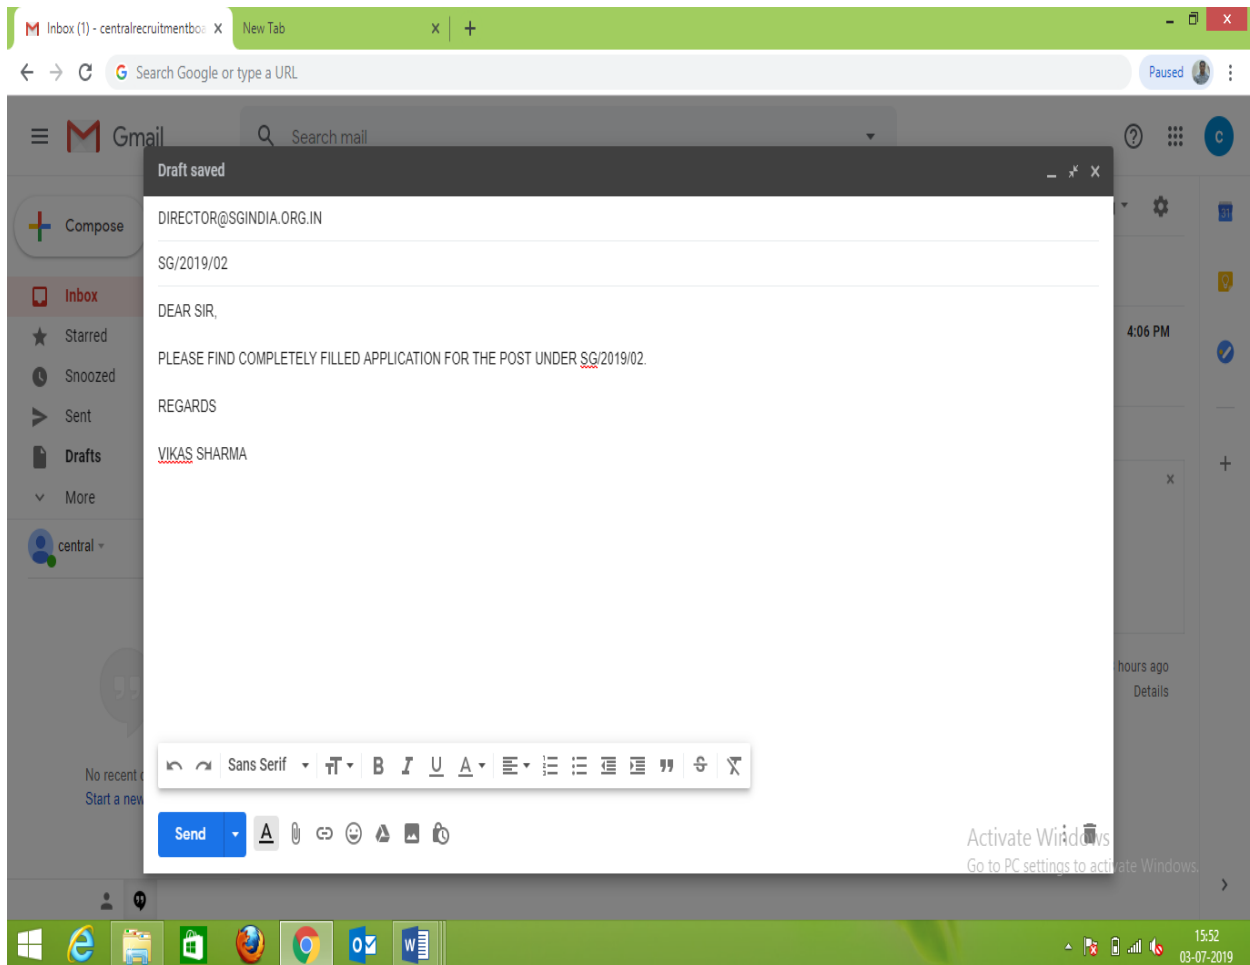 Inbox (1) - centralrecruitmentboa
New Tab
Search Google or type a URL
Paused
Gmail
Search mail
C
Draft saved
Compose
DIRECTOR@SGINDIA.ORG.IN
31
SG/2019/02
Inbox
DEAR SIR,
Starred
4:06 PM
PLEASE FIND COMPLETELY FILLED APPLICATION FOR THE POST UNDER SG/2019/02.
Snoozed
REGARDS
Sent
Drafts
VIKAS SHARMA
More
central
hours ago
Details
Sans Serif
No recent
Start a new
Send
Activate Windows
Go to PC settings to activate Windows.
15:52
03-07-2019